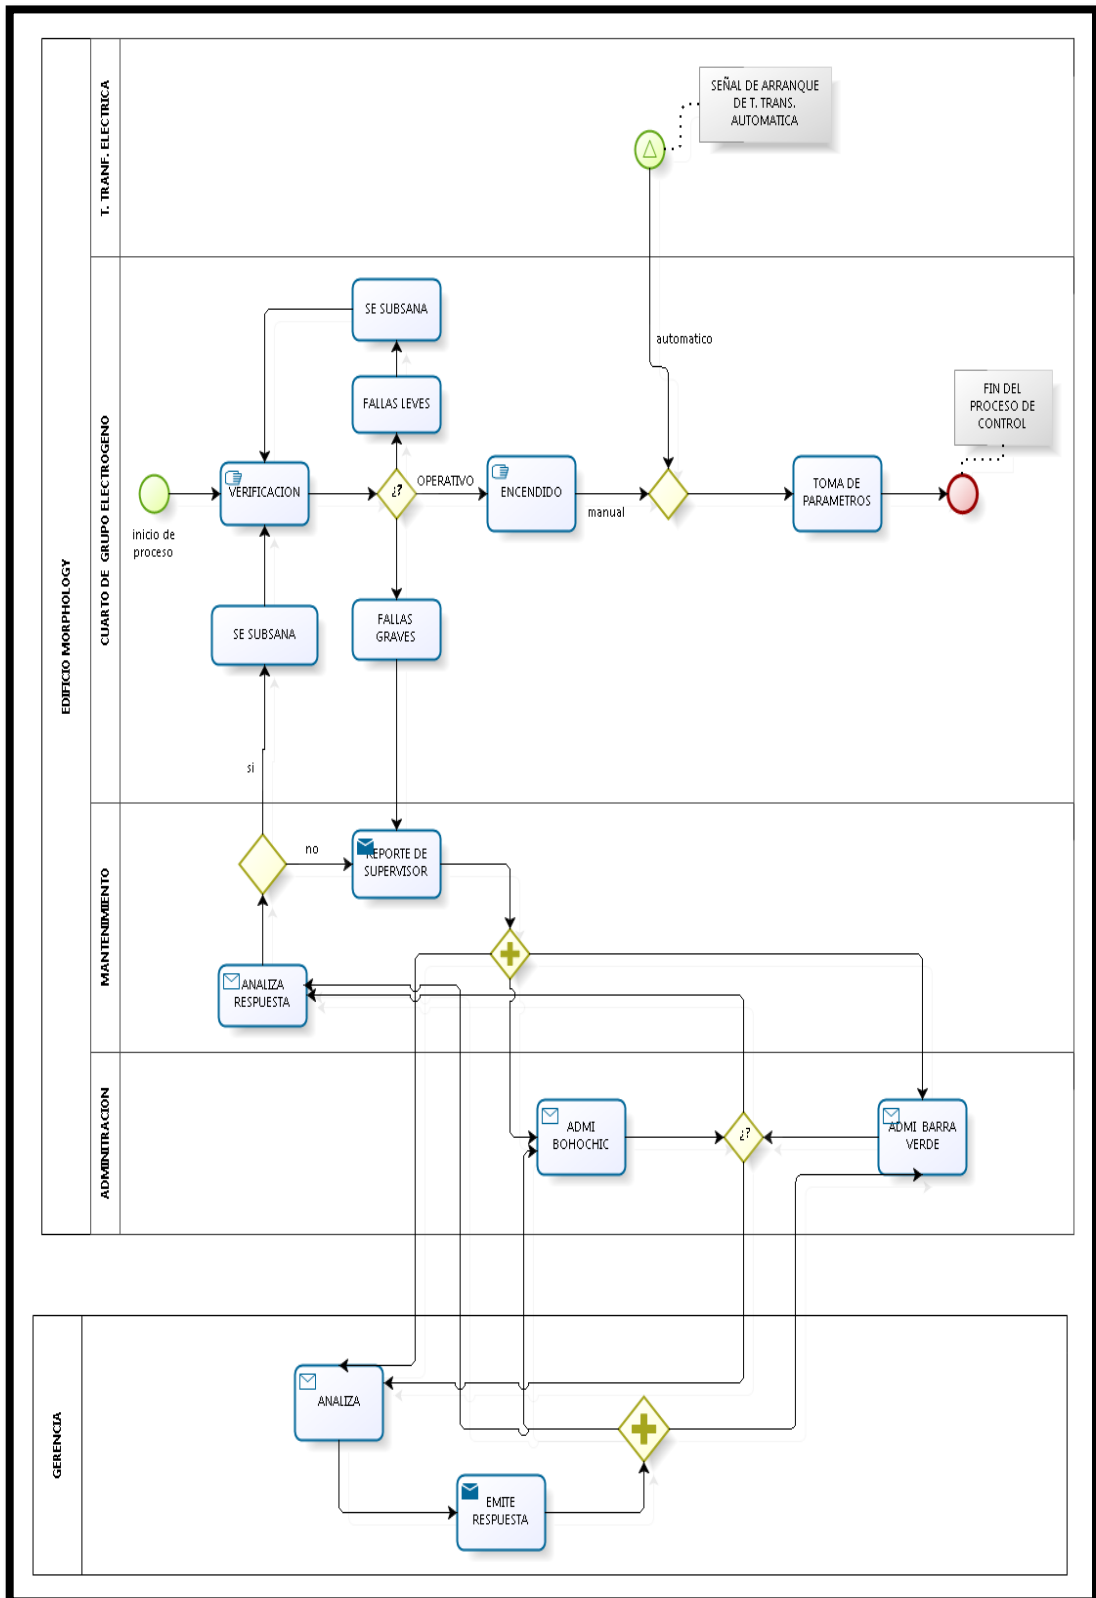 EDIFICIO MORPHOLOGY
T. TRANF. ELECTRICA
SEÑAL DE ARRANQUE
DE T. TRANS.
AUTOMATICA
CUARTO DE GRUPO ELECTROGENO
SE SUBSANA
automatico
FALLAS LEVES
FIN DEL
PROCESO DE
CONTROL
inicio de
proceso
VERIFICACION
¿?
OPERATIVO
ENCENDIDO
manual
TOMA DE
PARAMETROS
SE SUBSANA
FALLAS
GRAVES
si
MANTENIMIENTO
no
REPORTE DE
SUPERVISOR
ANALIZA
RESPUESTA
ADMINITRACION
ADMI
BOHOCHIC
¿?
ADMI BARRA
VERDE
GERENCIA
ANALIZA
EMITE
RESPUESTA